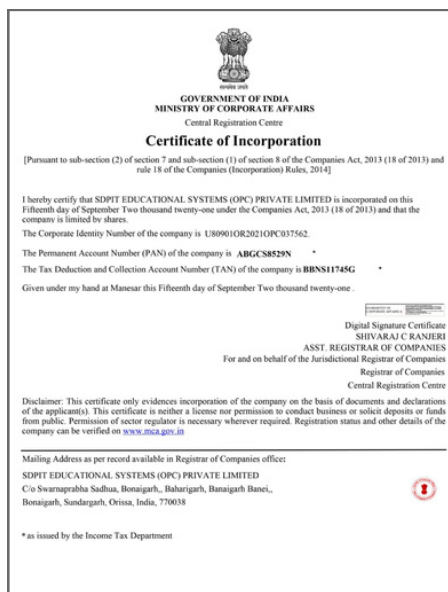 सत्यमेव जयते
GOVERNMENT OF INDIA
MINISTRY OF CORPORATE AFFAIRS
Central Registration Centre
Certificate of Incorporation
[Pursuant to sub-section (2) of section 7 and sub-section (1) of section 8 of the Companies Act, 2013 (18 of 2013) and
rule 18 of the Companies (Incorporation) Rules, 2014]
I hereby certify that SDPIT EDUCATIONAL SYSTEMS (OPC) PRIVATE LIMITED is incorporated on this
Fifteenth day of September Two thousand twenty-one under the Companies Act, 2013 (18 of 2013) and that the
company is limited by shares.
The Corporate Identity Number of the company is U80901OR2021OPC037562.
The Permanent Account Number (PAN) of the company is ABGCS8529N *
The Tax Deduction and Collection Account Number (TAN) of the company is BBNS11745G *
Given under my hand at Manesar this Fifteenth day of September Two thousand twenty-one .
Digital Signature Certificate
SHIVARAJ C RANJERI
ASST. REGISTRAR OF COMPANIES
For and on behalf of the Jurisdictional Registrar of Companies
Registrar of Companies
Central Registration Centre
Disclaimer: This certificate only evidences incorporation of the company on the basis of documents and declarations
of the applicant(s). This certificate is neither a license nor permission to conduct business or solicit deposits or funds
from public. Permission of sector regulator is necessary wherever required. Registration status and other details of the
company can be verified on www.mca.gov.in
Mailing Address as per record available in Registrar of Companies office:
SDPIT EDUCATIONAL SYSTEMS (OPC) PRIVATE LIMITED
C/o Swarnaprabha Sadhua, Bonaigarh,, Baharigarh, Banaigarh Banei,,
Bonaigarh, Sundargarh, Orissa, India, 770038
* as issued by the Income Tax Department